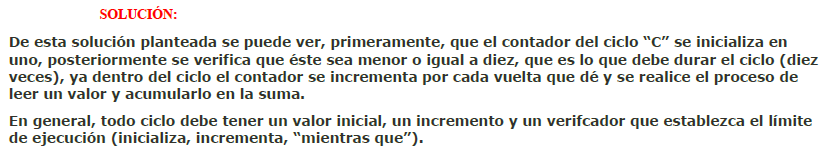 SOLUCIÓN:
De esta solución planteada se puede ver, primeramente, que el contador del ciclo “C” se inicializa en
uno, posteriormente se verifica que éste sea menor o igual a diez, que es lo que debe durar el ciclo (diez
veces), ya dentro del ciclo el contador se incrementa por cada vuelta que dé y se realice el proceso de
leer un valor y acumularlo en la suma.
En general, todo ciclo debe tener un valor inicial, un incremento y un verifcador que establezca el límite
de ejecución (inicializa, incrementa, “mientras que”).